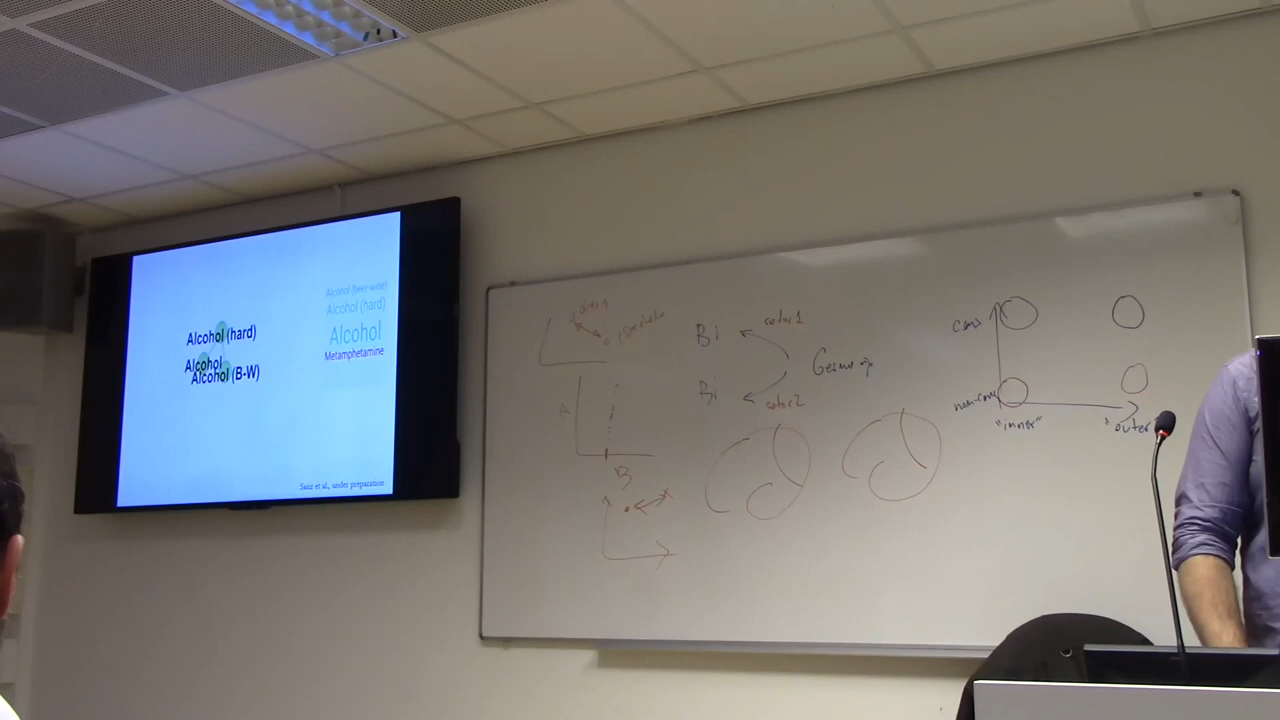 Alcohol (hard)
Alcohol
Alcohol (B-W)
Alcohol (beer-wine)
Alcohol (hard)
Alcohol
Metamphetamine
Sanz et al., under preparation
A
B
Bi
Bi
color1
color2
cons
non-cons
"inner"
"outer